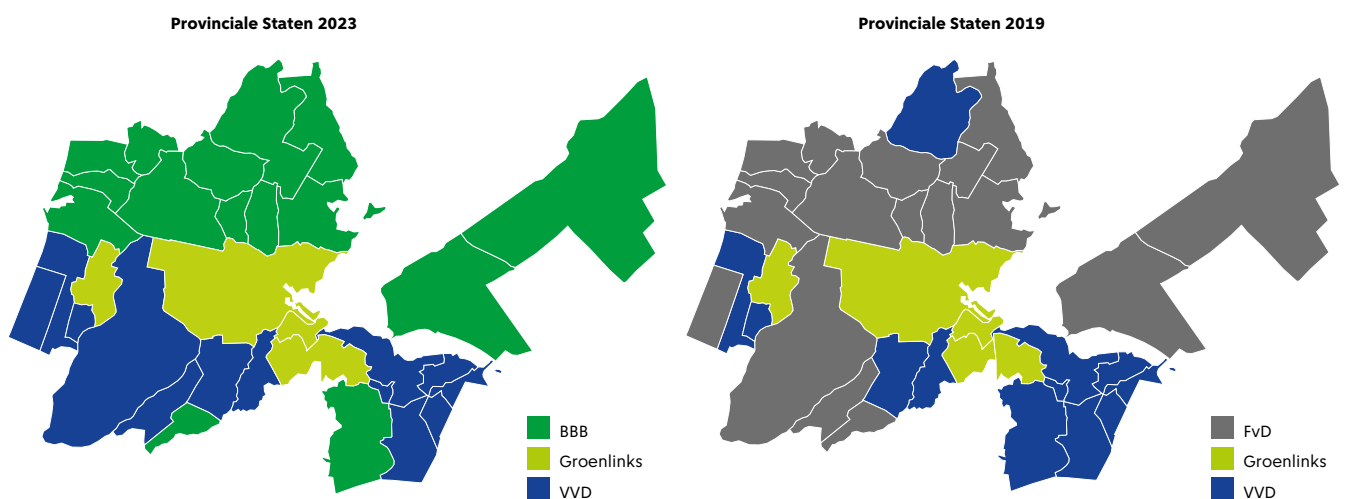 Provinciale Staten 2023
BBB
Groenlinks
VVD
Provinciale Staten 2019
FvD
Groenlinks
VVD